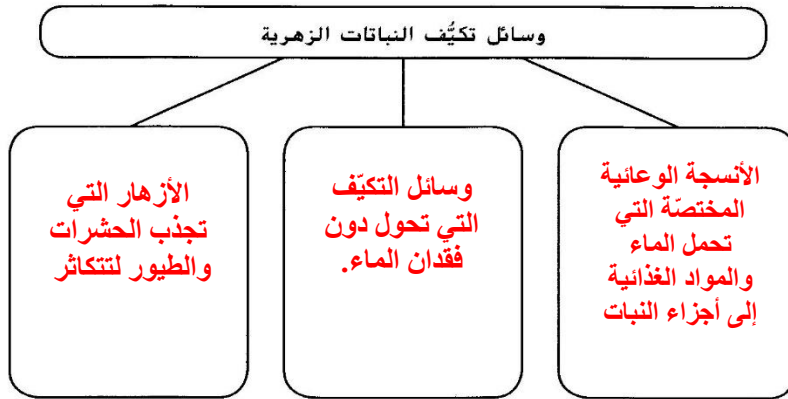 وسائل تكيُّف النباتات الزهرية
الأنسجة الوعائية
المختصّة التي
تحمل الماء
والمواد الغذائية
إلى أجزاء النبات
وسائل التكيّف
التي تحول دون
فقدان الماء.
الأزهار التي
تجذب الحشرات
والطيور لتتكاثر